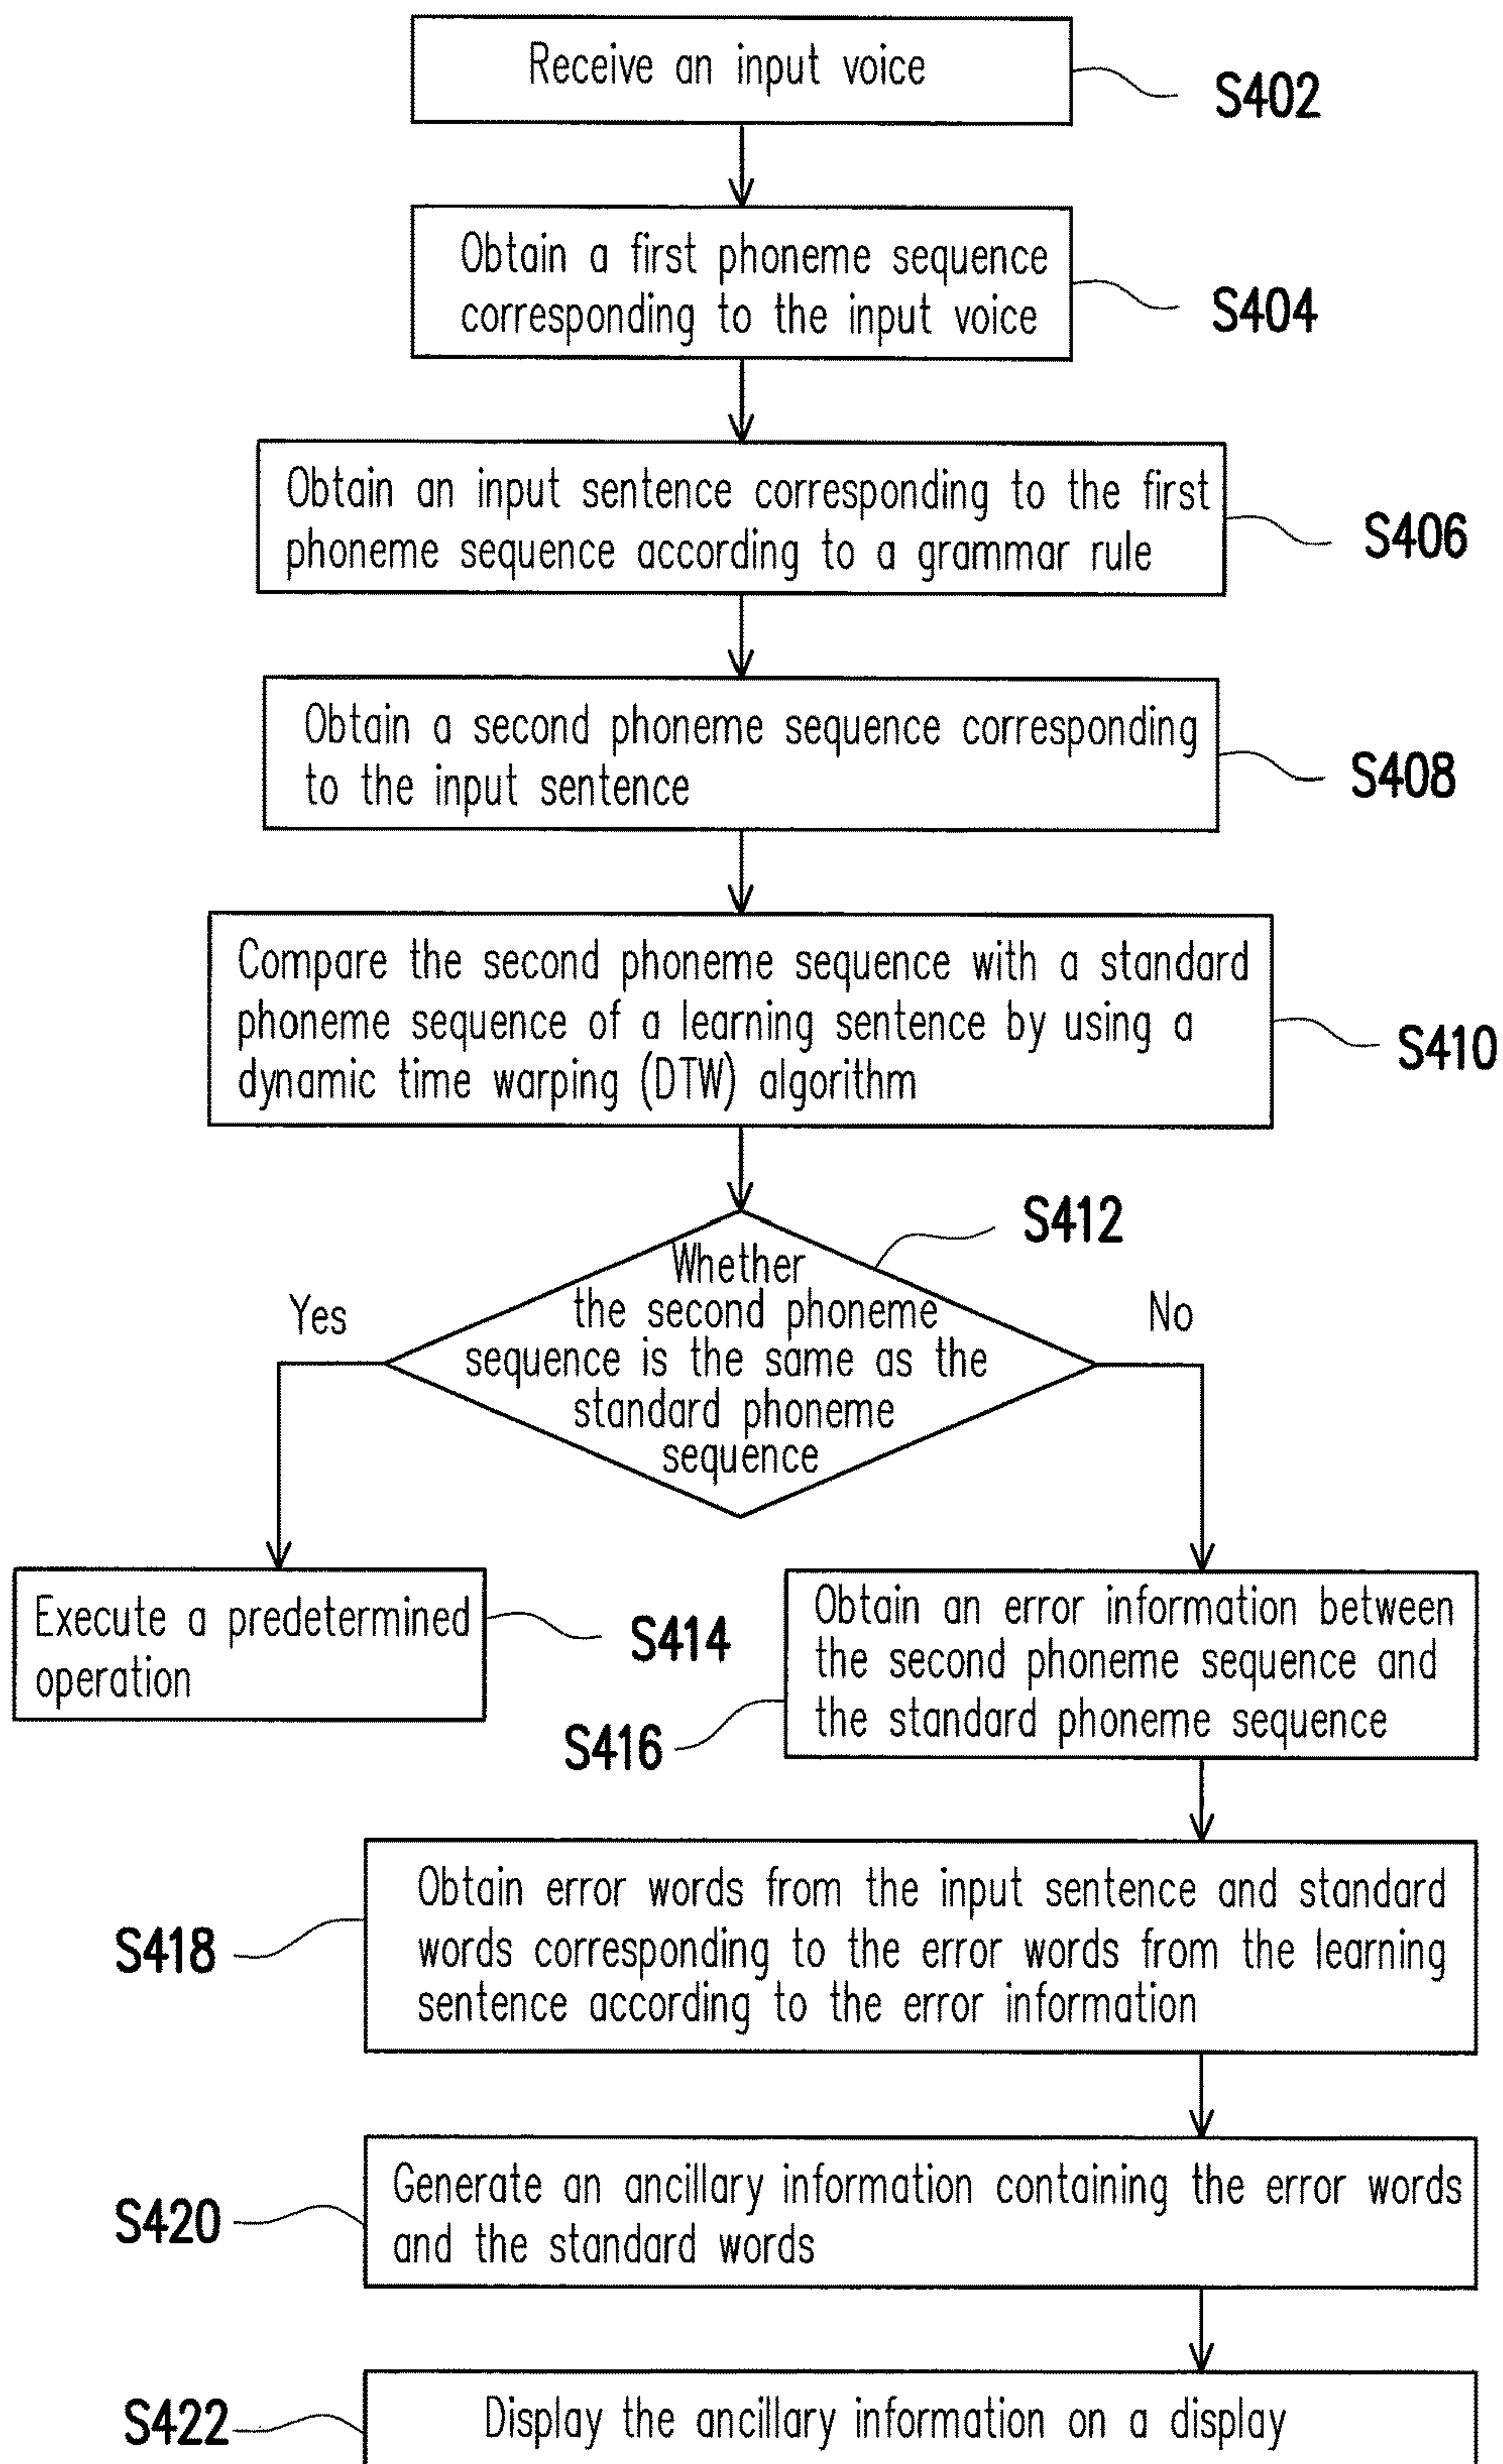 Receive an input voice
S402
Obtain a first phoneme sequence
corresponding to the input voice
S404
Obtain an input sentence corresponding to the first
phoneme sequence according to a grammar rule
S406
Obtain a second phoneme sequence corresponding
to the input sentence
S408
Compare the second phoneme sequence with a standard
phoneme sequence of a learning sentence by using a
dynamic time warping (DTW) algorithm
S410
S412
Whether
the second phoneme
sequence is the same as the
standard phoneme
sequence
Yes
No
Execute a predetermined
operation
S414
Obtain an error information between
the second phoneme sequence and
the standard phoneme sequence
S416
Obtain error words from the input sentence and standard
words corresponding to the error words from the learning
sentence according to the error information
S418
Generate an ancillary information containing the error words
and the standard words
S420
Display the ancillary information on a display
S422